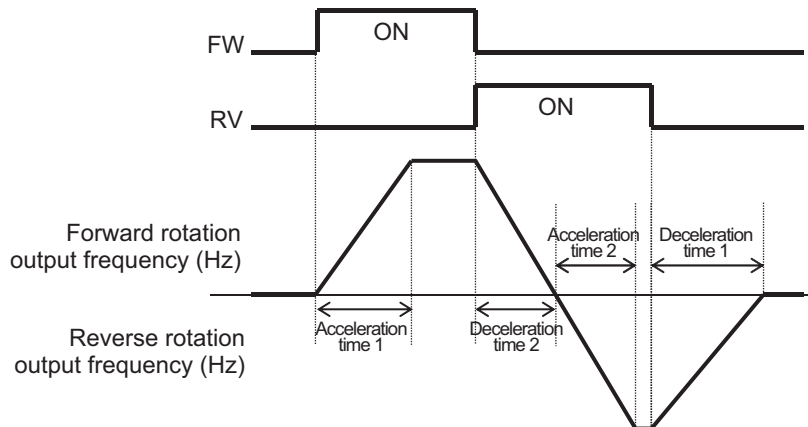 FW
ON
RV
ON
Forward rotation
output frequency (Hz)
Acceleration
time 2
Deceleration
time 1
Reverse rotation
output frequency (Hz)
Acceleration
time 1
Deceleration
time 2